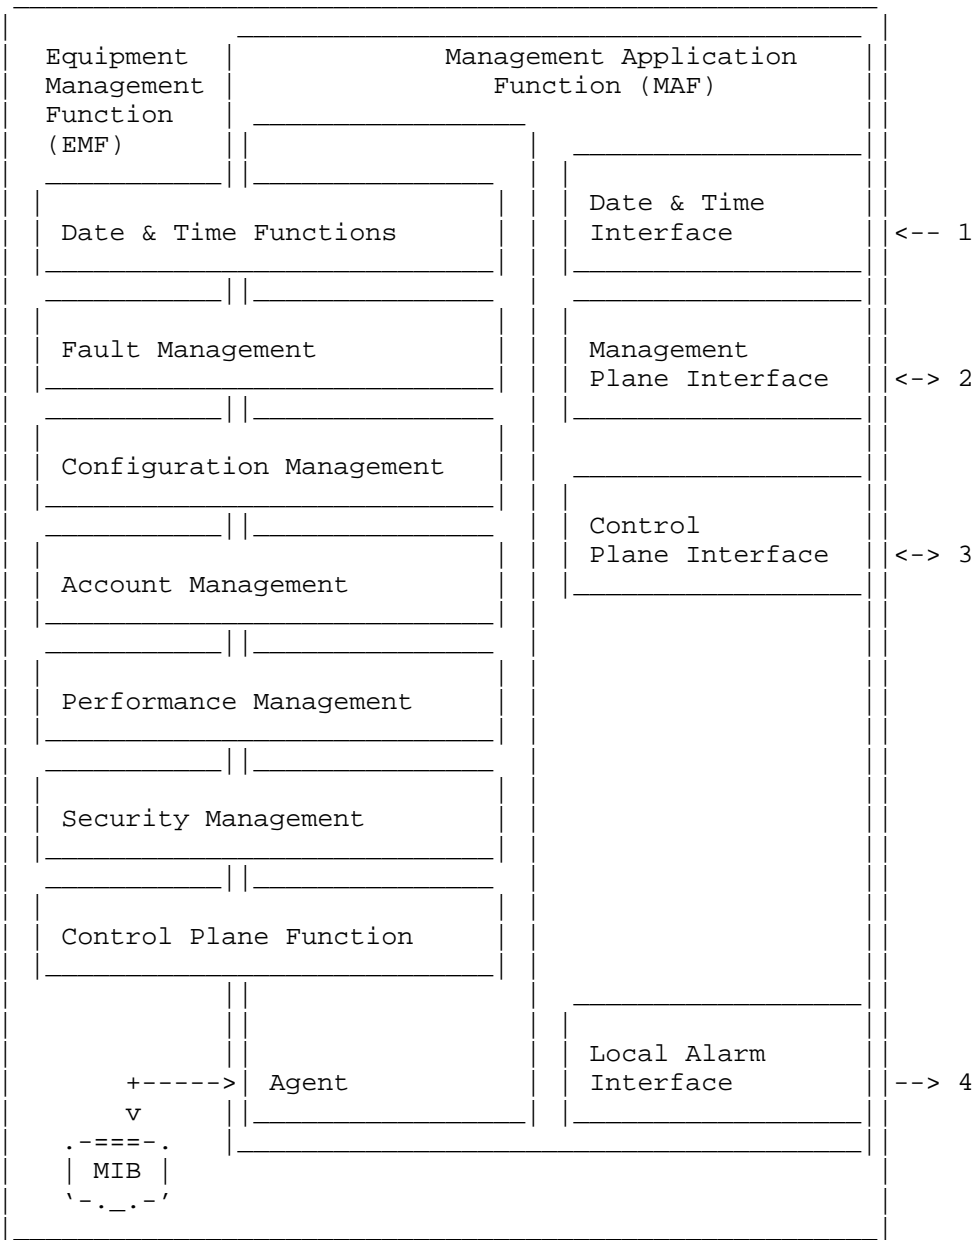 Equipment Management Application
Management Function (MAF)
Function
(EMF)
Date & Time
Date & Time Functions Interface <-- 1
Fault Management Management
Plane Interface <-> 2
Configuration Management
Control
Plane Interface <-> 3
Account Management
Performance Management
Security Management
Control Plane Function
Local Alarm
+-----> Agent Interface --> 4
v
.-===-.
| MIB |
`-._.-'